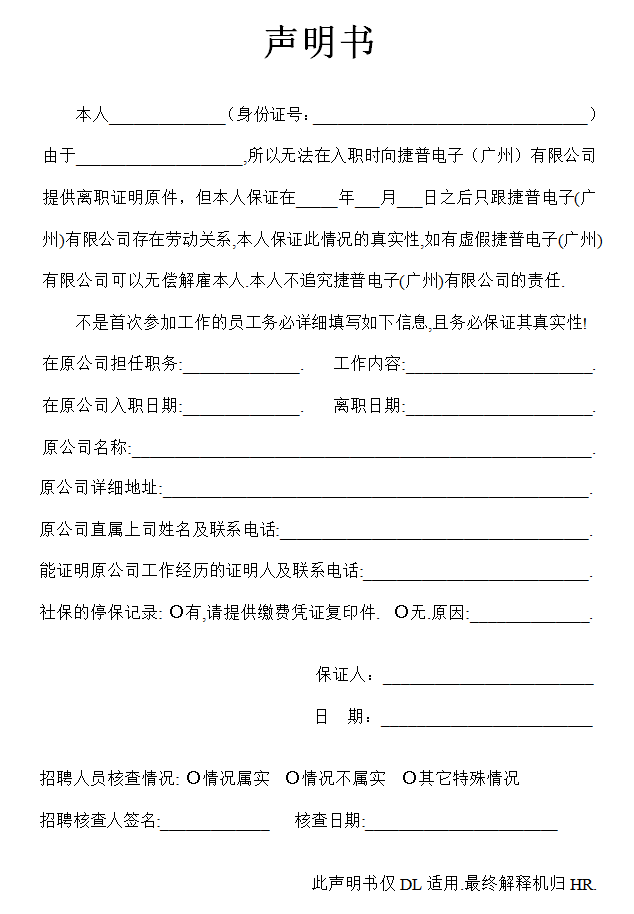 声明书
本人______________（身份证号：_________________________________）
由于____________________,所以无法在入职时向捷普电子（广州）有限公司
提供离职证明原件，但本人保证在_____年___月___日之后只跟捷普电子(广
州)有限公司存在劳动关系,本人保证此情况的真实性,如有虚假捷普电子(广州)
有限公司可以无偿解雇本人.本人不追究捷普电子(广州)有限公司的责任.
不是首次参加工作的员工务必详细填写如下信息,且务必保证其真实性!
在原公司担任职务:______________. 工作内容:______________________.
在原公司入职日期:______________. 离职日期:______________________.
原公司名称:_______________________________________________________.
原公司详细地址:___________________________________________________.
原公司直属上司姓名及联系电话:_____________________________________.
能证明原公司工作经历的证明人及联系电话:___________________________.
社保的停保记录: O有,请提供缴费凭证复印件. O无.原因:______________.
保证人：_________________________
日 期：_________________________
招聘人员核查情况: O情况属实 O情况不属实 O其它特殊情况
招聘核查人签名:_____________ 核查日期:_______________________
此声明书仅 DL 适用.最终解释机归 HR.